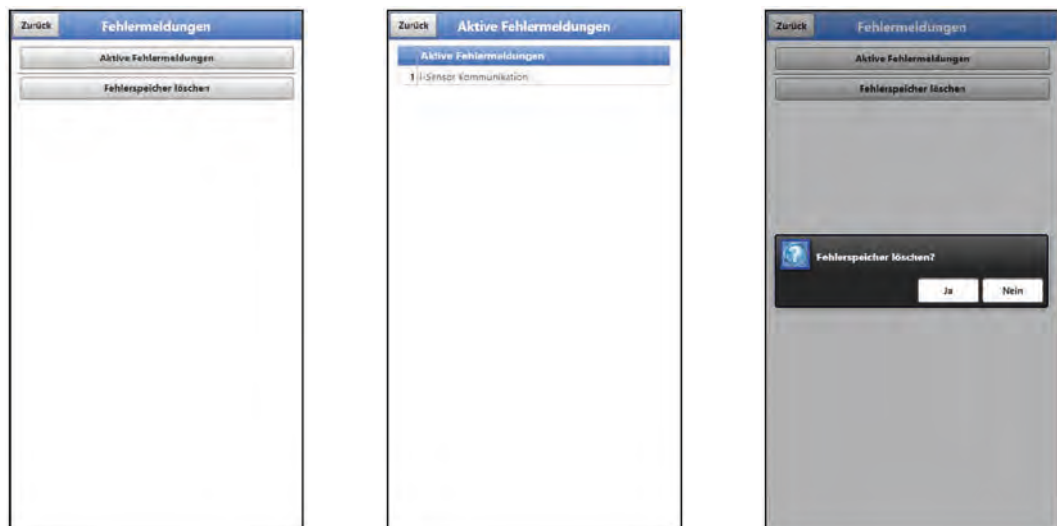 Zurück Fehlermeldungen
Aktive Fehlermeldungen
Fehlerspeicher löschen
Zurück Aktive Fehlermeldungen
Aktive Fehlermeldungen
1 I-Sensor Kommunikation
Zurück Fehlermeldungen
Aktive Fehlermeldungen
Fehlerspeicher löschen
Fehlerspeicher löschen?
Ja Nein